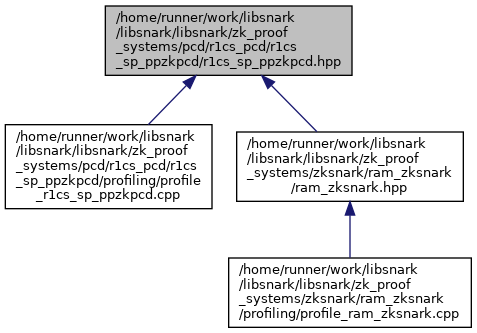 /home/runner/work/libsnark
/libsnark/libsnark/zk_proof
_systems/pcd/r1cs_pcd/r1cs
_sp_ppzkpcd/r1cs_sp_ppzkpcd.hpp
/home/runner/work/libsnark
/libsnark/libsnark/zk_proof
_systems/pcd/r1cs_pcd/r1cs
_sp_ppzkpcd/profiling/profile
_r1cs_sp_ppzkpcd.cpp
/home/runner/work/libsnark
/libsnark/libsnark/zk_proof
_systems/zksnark/ram_zksnark
/ram_zksnark.hpp
/home/runner/work/libsnark
/libsnark/libsnark/zk_proof
_systems/zksnark/ram_zksnark
/profiling/profile_ram_zksnark.cpp